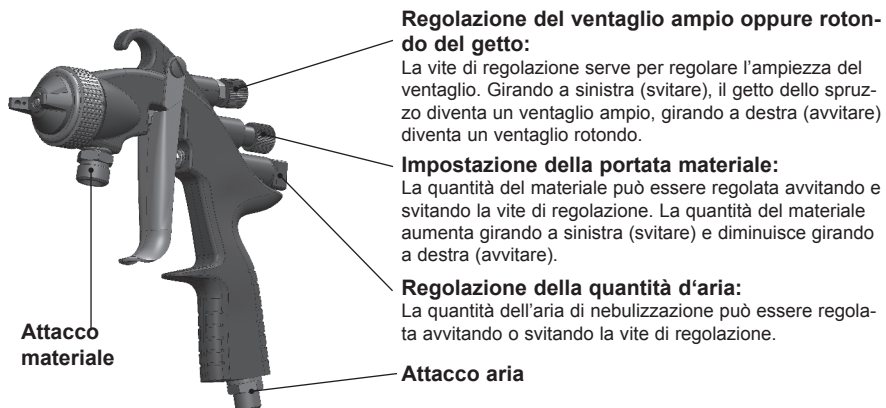 Regolazione del ventaglio ampio oppure roton-
do del getto:
La vite di regolazione serve per regolare l’ampiezza del
ventaglio. Girando a sinistra (svitare), il getto dello spruz-
zo diventa un ventaglio ampio, girando a destra (avvitare)
diventa un ventaglio rotondo.
Impostazione della portata materiale:
La quantità del materiale può essere regolata avvitando e
svitando la vite di regolazione. La quantità del materiale
aumenta girando a sinistra (svitare) e diminuisce girando
a destra (avvitare).
Regolazione della quantità d‘aria:
La quantità dell’aria di nebulizzazione può essere regola-
ta avvitando o svitando la vite di regolazione.
Attacco
materiale
Attacco aria